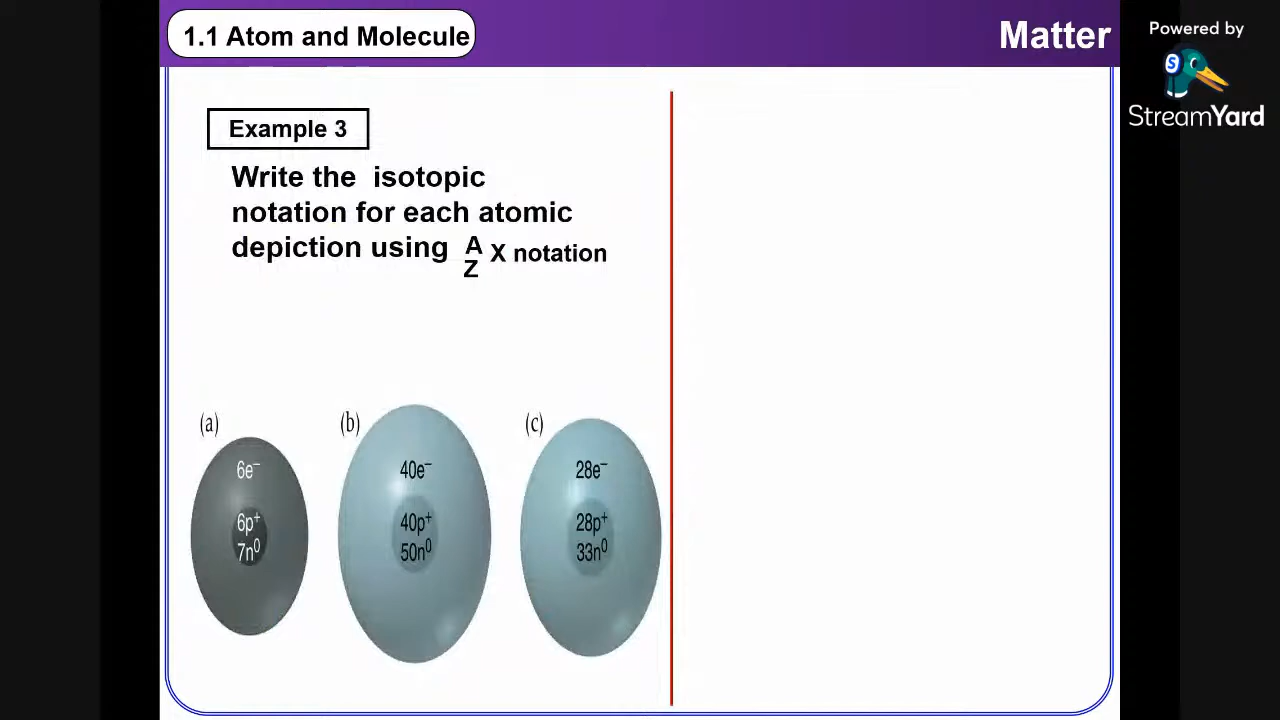 1.1 Atom and Molecule
Matter
Powered by
S
StreamYard
Example 3
Write the isotopic
notation for each atomic
depiction using A X notation
Z
(a)
(b)
(c)
6e⁻
40e⁻
28e⁻
6p⁺
40p⁺
28p⁺
7n⁰
50n⁰
33n⁰